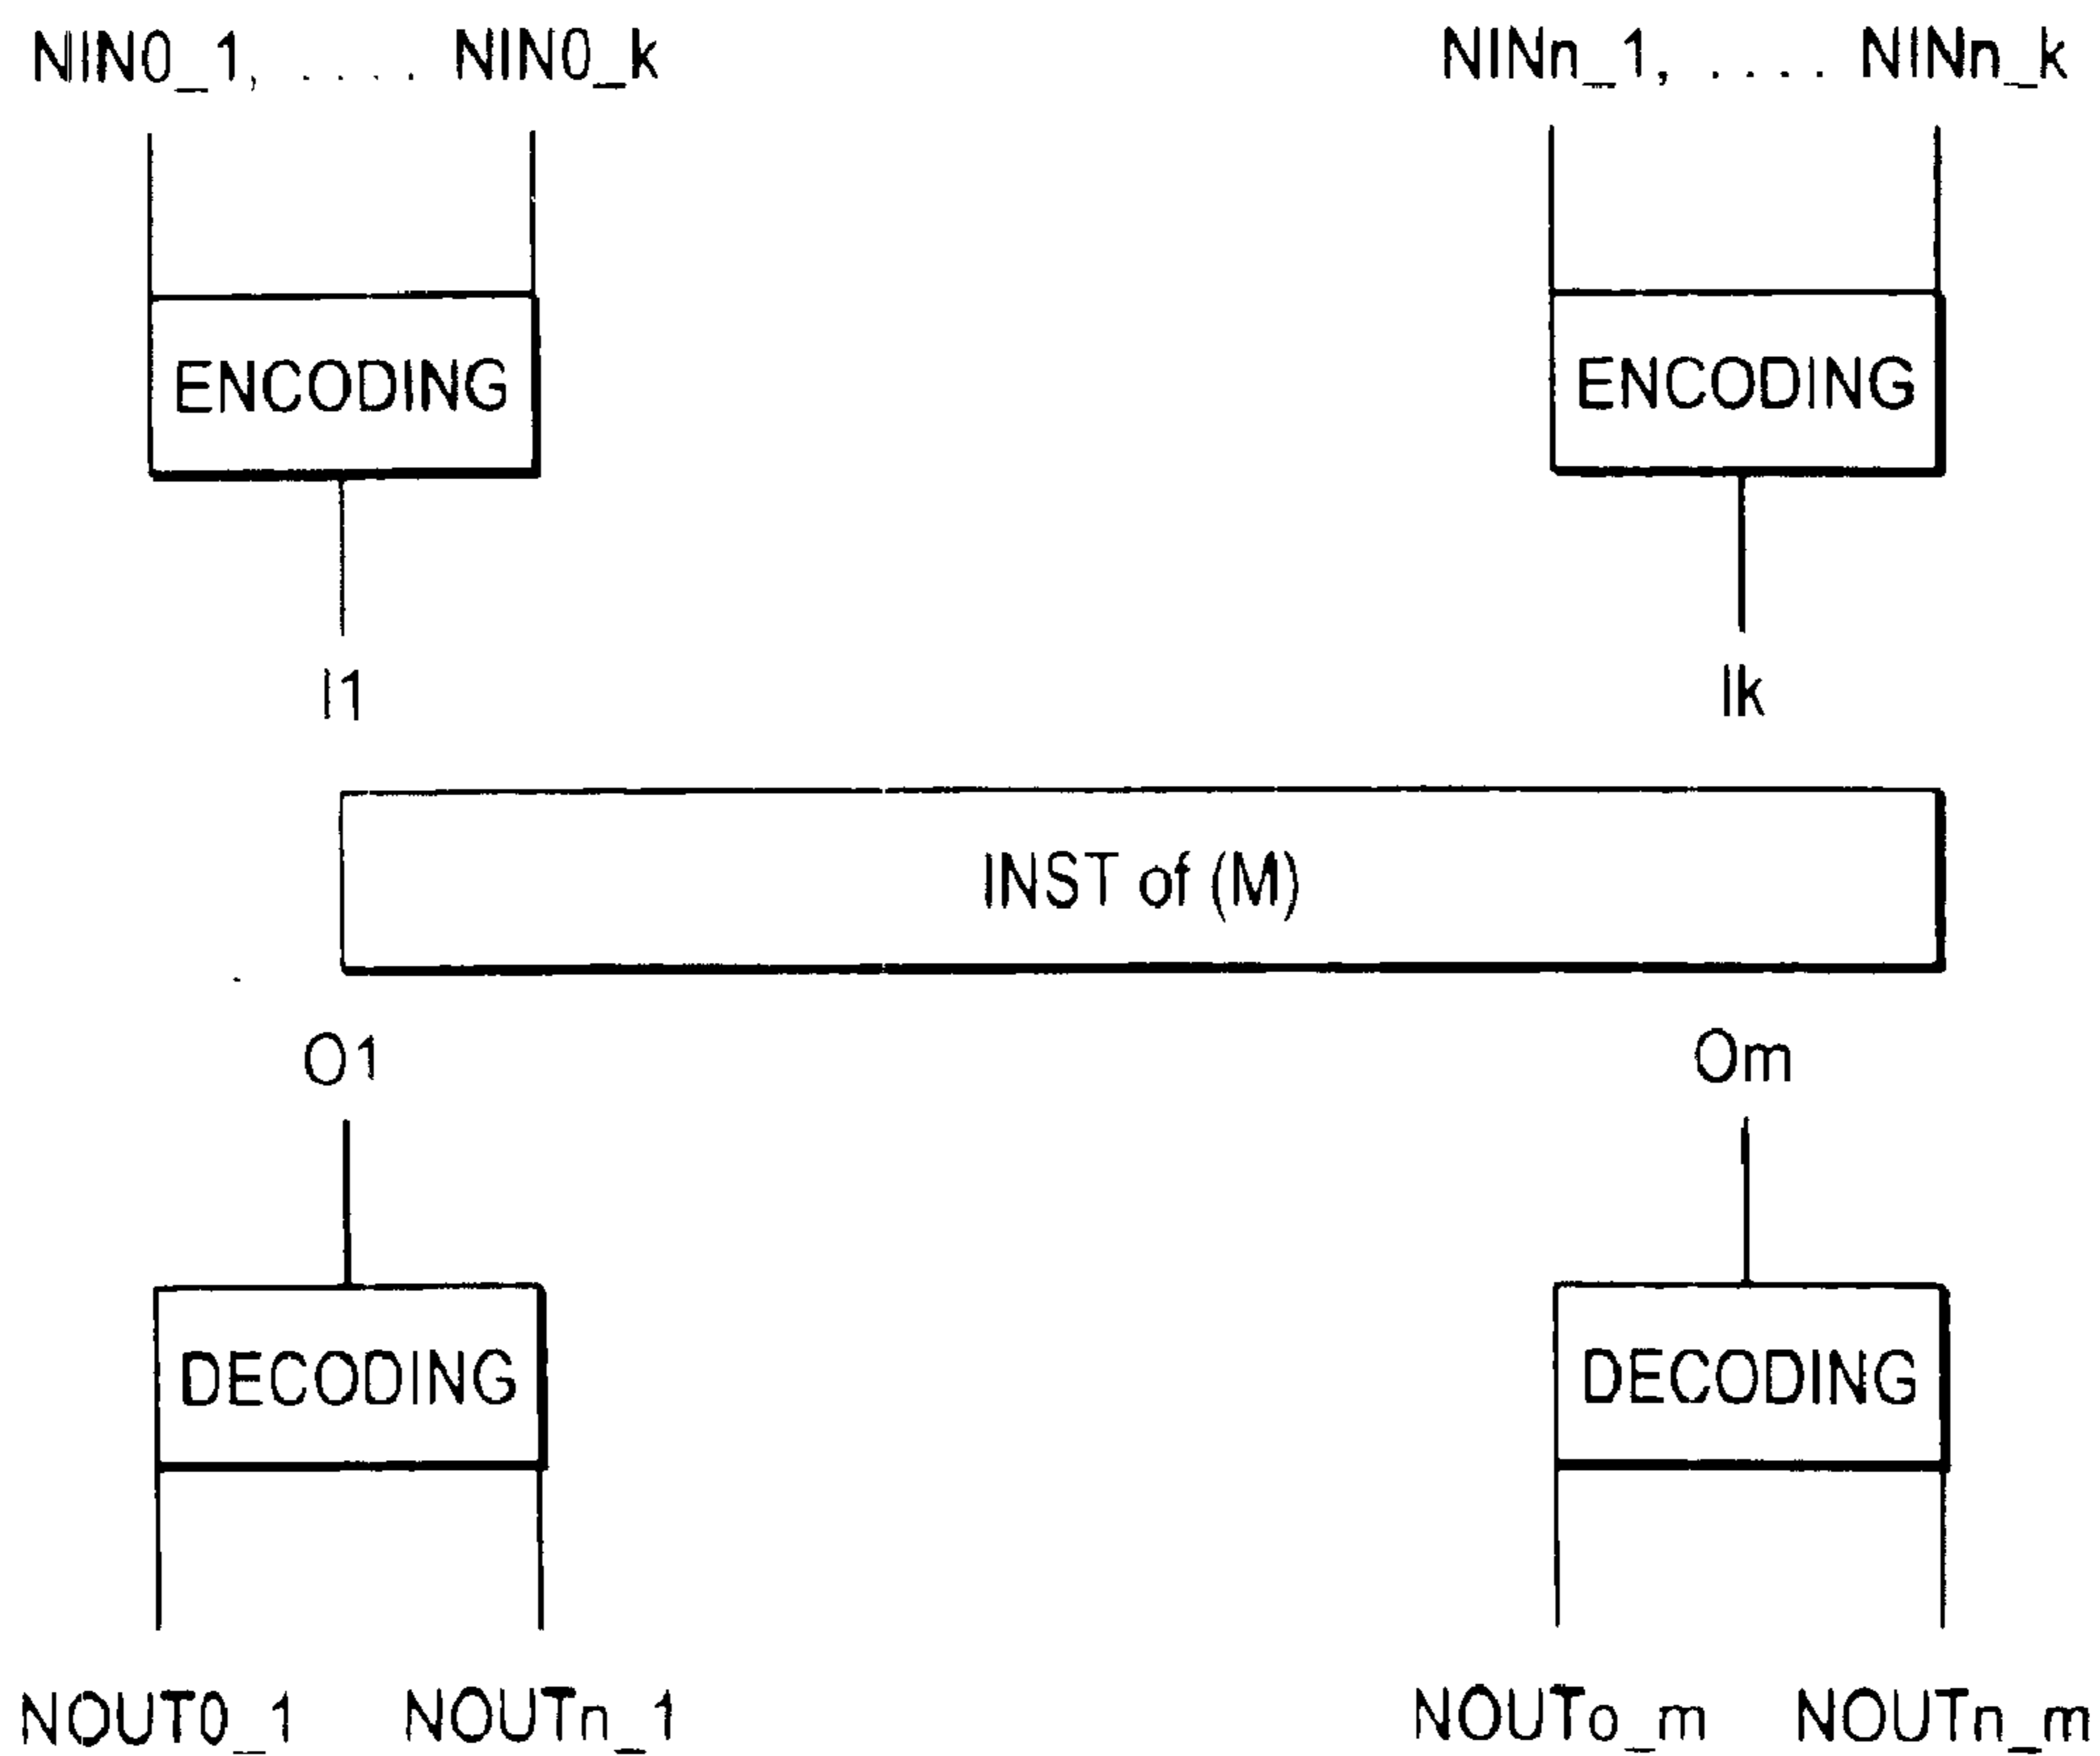 NIN0_1, .... NIN0_k NINn_1, .... NINn_k
ENCODING ENCODING
I1 Ik
INST of (M)
O1 Om
DECODING DECODING
NOUT0_1 NOUTn_1 NOUTo_m NOUTn_m